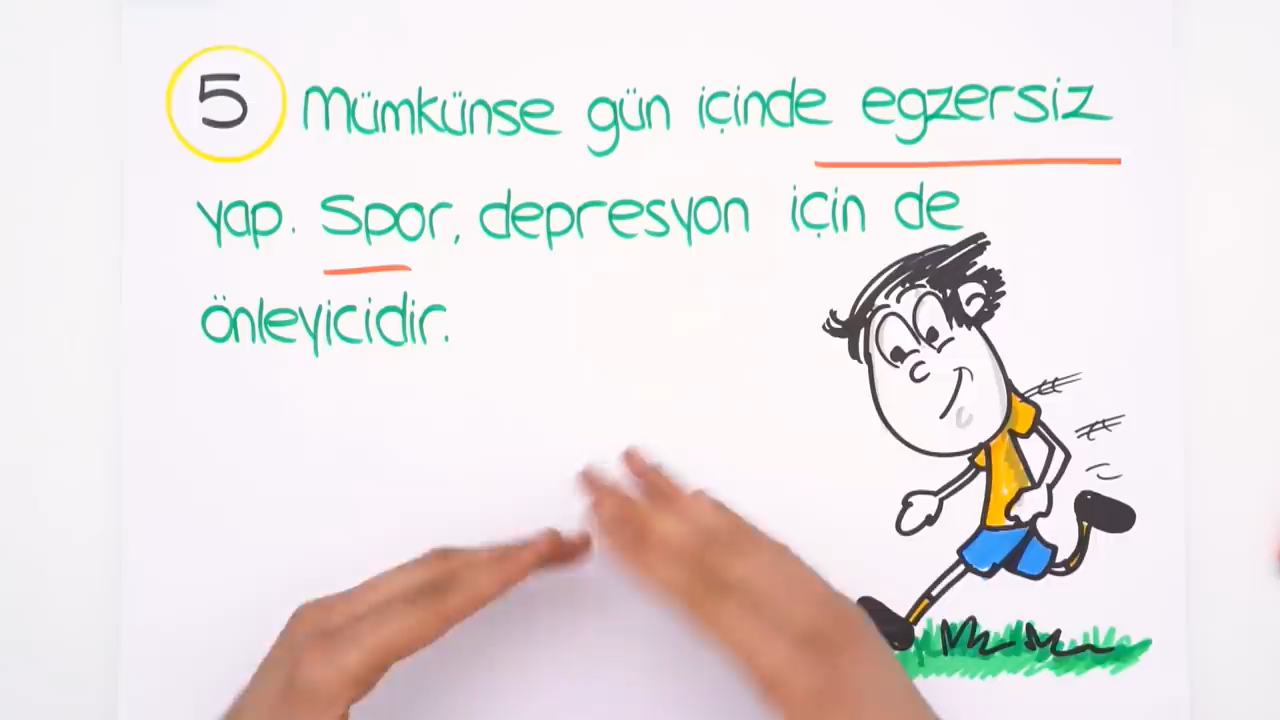 5 Mümkünse gün içinde egzersiz
yap. Spor, depresyon için de
önleyicidir.